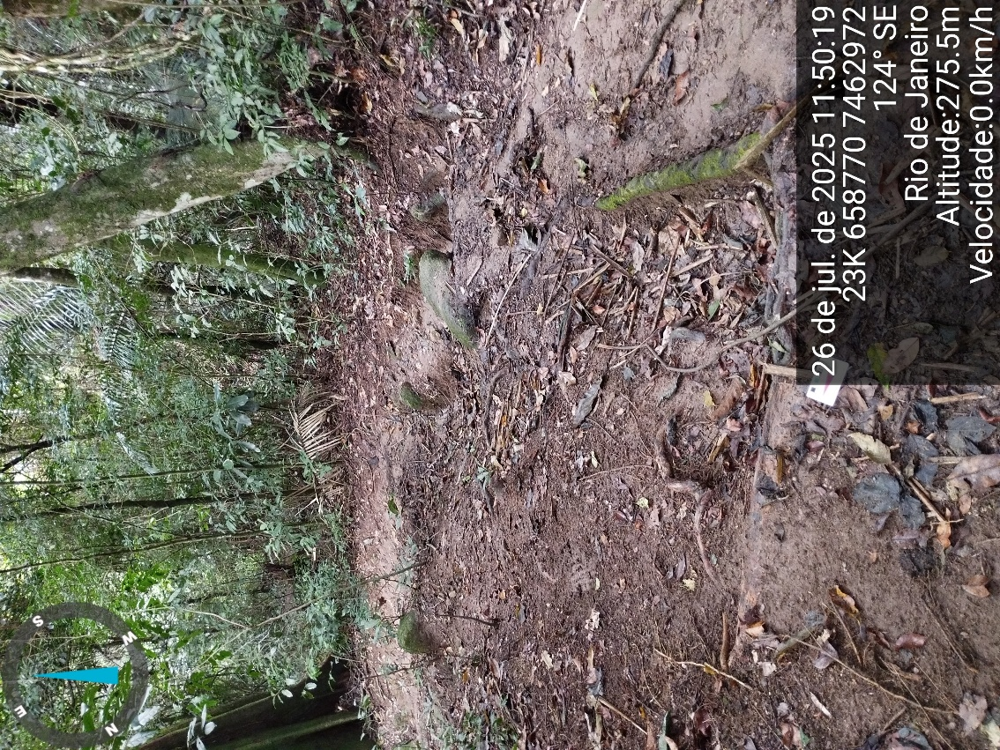 26 de jul. de 2025 11:50:19
23K 658770 7462972
124° SE
Rio de Janeiro
Altitude:275.5m
Velocidade:0.0km/h
S
W
E
N